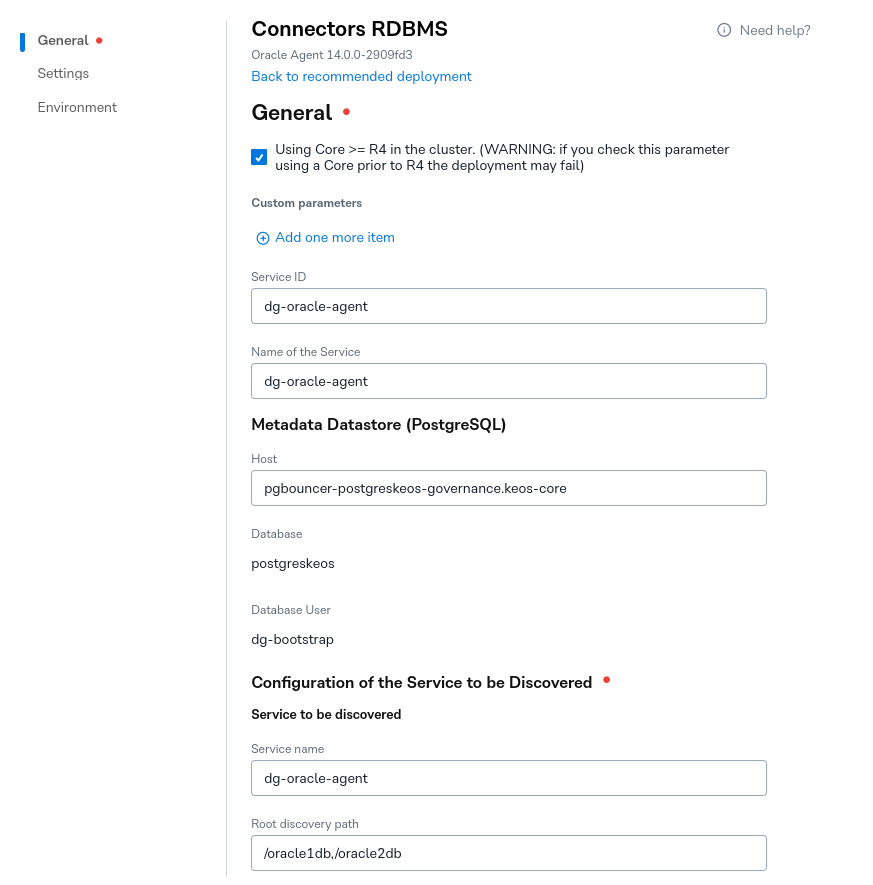 General
Settings
Environment
Connectors RDBMS
Need help?
Oracle Agent 14.0.0-2909fd3
Back to recommended deployment
General
Using Core >= R4 in the cluster. (WARNING: if you check this parameter
using a Core prior to R4 the deployment may fail)
Custom parameters
Add one more item
Service ID
dg-oracle-agent
Name of the Service
dg-oracle-agent
Metadata Datastore (PostgreSQL)
Host
pgbouncer-postgreskeos-governance.keos-core
Database
postgreskeos
Database User
dg-bootstrap
Configuration of the Service to be Discovered
Service to be discovered
Service name
dg-oracle-agent
Root discovery path
/oracle1db,/oracle2db